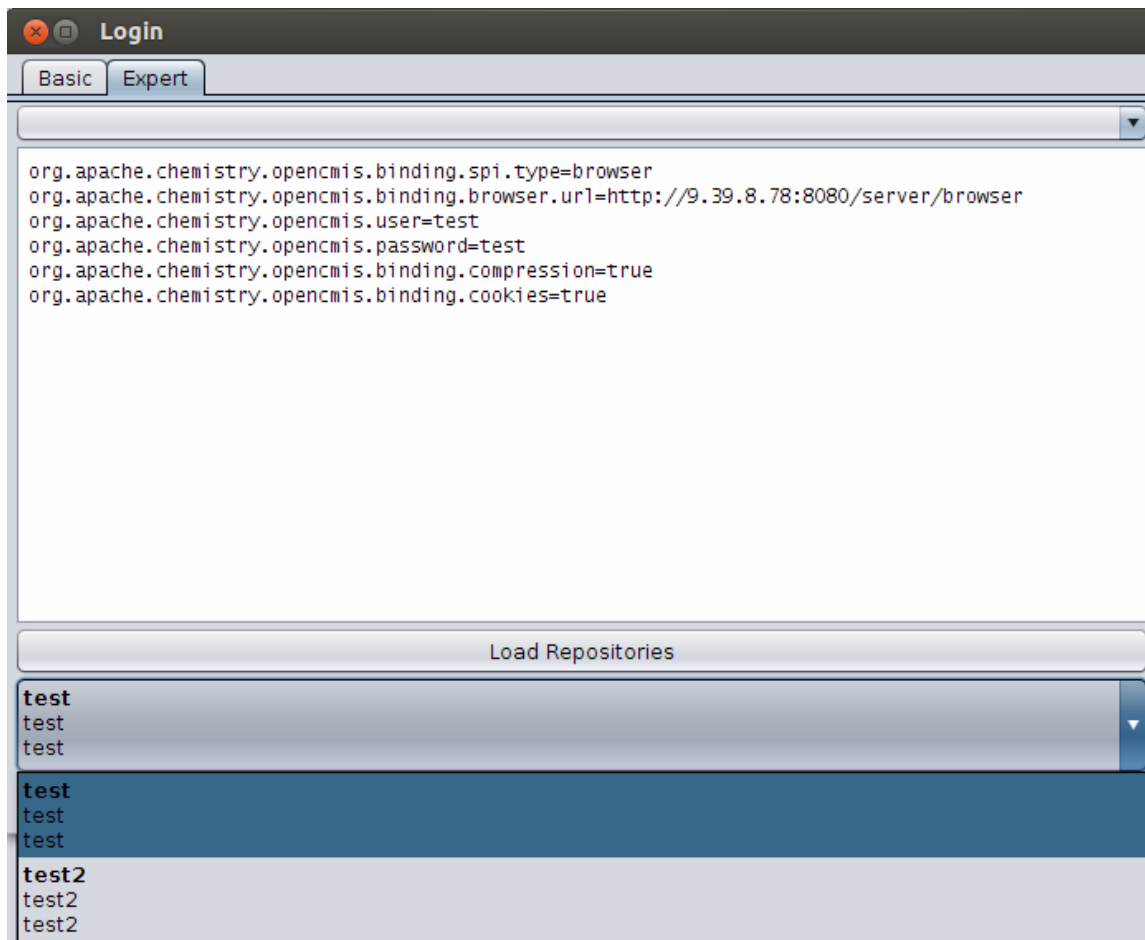 Login
Basic Expert
org.apache.chemistry.opencmis.binding.spi.type=browser
org.apache.chemistry.opencmis.binding.browser.url=http://9.39.8.78:8080/server/browser
org.apache.chemistry.opencmis.user=test
org.apache.chemistry.opencmis.password=test
org.apache.chemistry.opencmis.binding.compression=true
org.apache.chemistry.opencmis.binding.cookies=true
Load Repositories
test
test
test
test
test
test
test2
test2
test2